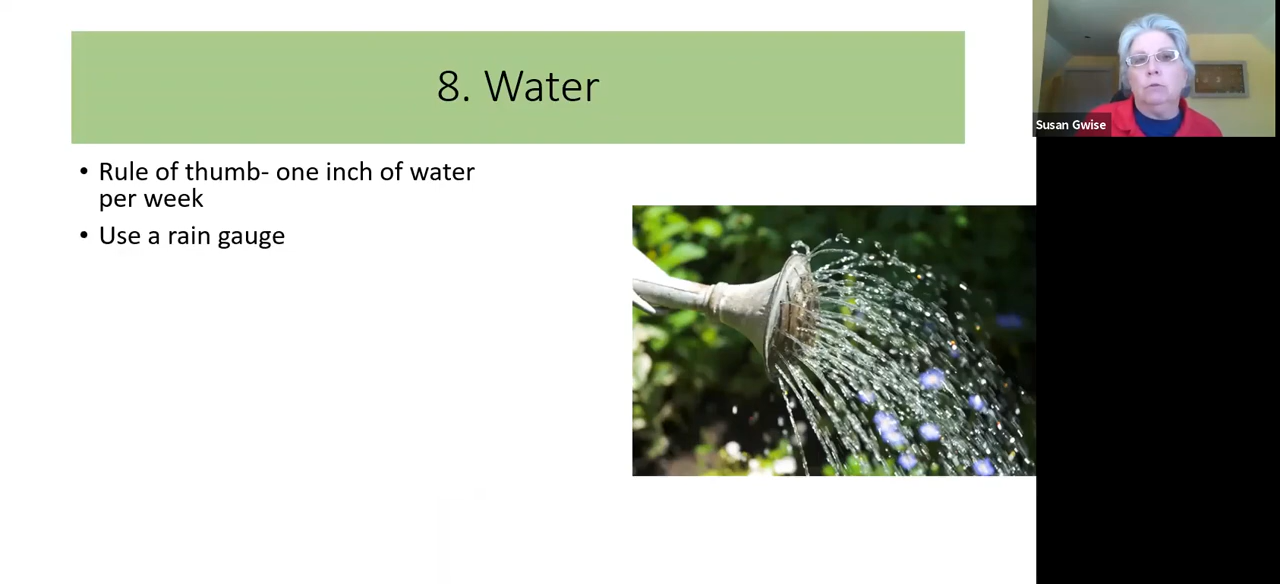 8. Water
Susan Gwise
• Rule of thumb- one inch of water
per week
• Use a rain gauge